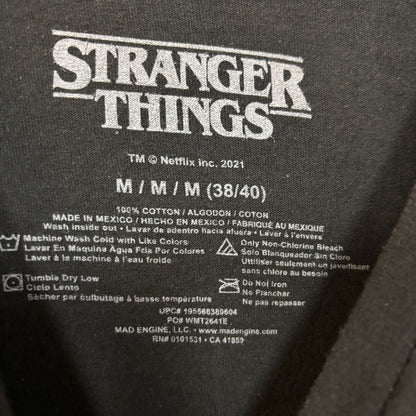 STRANGER
THINGS
TM © Netflix Inc. 2021
M / M / M (38/40)
100% COTTON / ALGODON / COTON
MADE IN MEXICO / HECHO EN MEXICO / FABRIQUÉ AU MEXIQUE
Wash inside out • Lavar de adentro hacia afuera • Laver à l'envers
Machine Wash Cold with Like Colors
Lavar En Maquina Agua Fria Por Colores
Laver à la machine à l'eau froide
Only Non-Chlorine Bleach
Solo Blanqueador Sin Cloro
Utiliser seulement un javellisant
sans chlore au besoin
Tumble Dry Low
Ciclo Lento
Sècher par culbutage à basse température
Do Not Iron
No Planchar
Ne pas repasser
UPC# 195568389604
PO# WMT2641E
MAD ENGINE, LLC. • www.madengine.com
RN# 0101531 • CA 41859